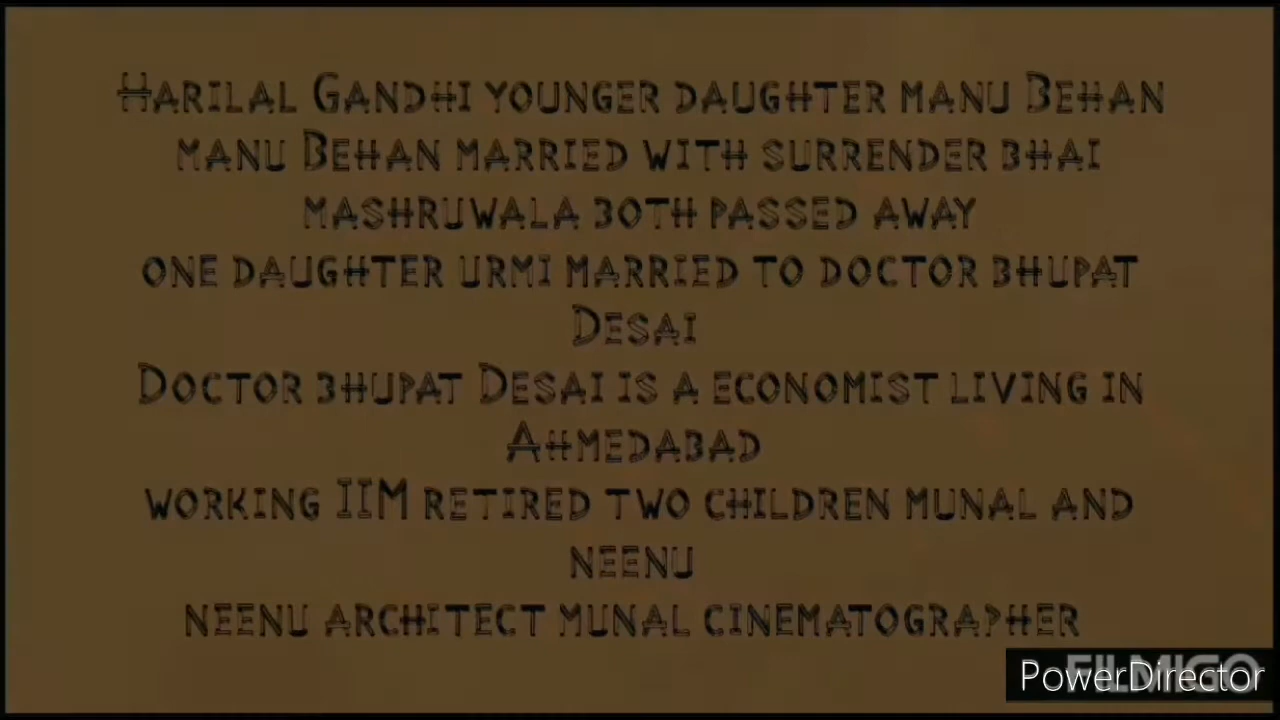 Harilal Gandhi younger daughter manu Behan
manu Behan married with surrender bhai
mashruwala both passed away
one daughter urmi married to doctor bhupat
Desai
Doctor bhupat Desai is a economist living in
Ahmedabad
working IIM retired two children munal and
neenu
neenu architect munal cinematographer
FILMIGO
PowerDirector